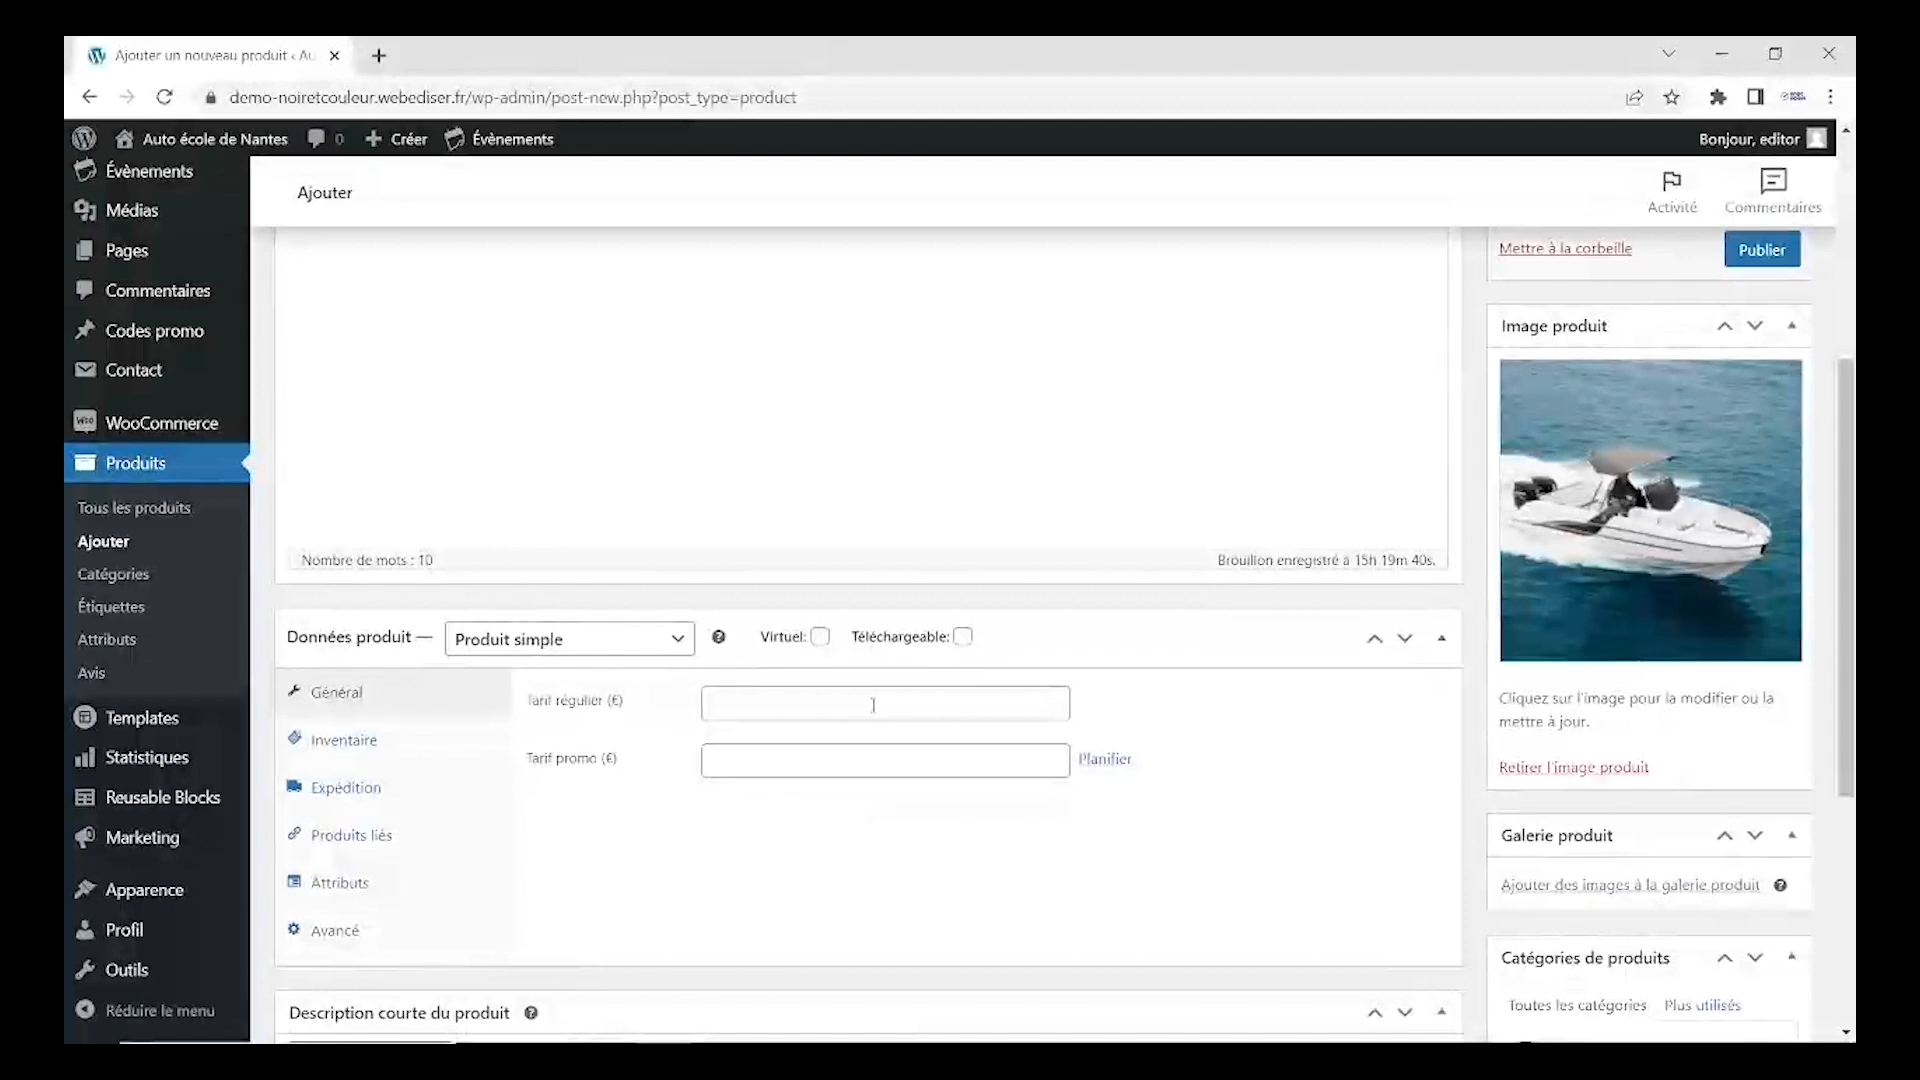 Ajouter un nouveau produit ‹ Au
demo-noiretcouleur.webediser.fr/wp-admin/post-new.php?post_type=product
Auto école de Nantes
0
Créer
Évènements
Bonjour, editor
Évènements
Médias
Pages
Commentaires
Codes promo
Contact
WooCommerce
Produits
Tous les produits
Ajouter
Catégories
Étiquettes
Attributs
Avis
Templates
Statistiques
Reusable Blocks
Marketing
Apparence
Profil
Outils
Réduire le menu
Ajouter
Activité
Commentaires
Nombre de mots : 10
Brouillon enregistré à 15h 19m 40s.
Données produit —
Produit simple
Virtuel:
Téléchargeable:
Général
Inventaire
Expédition
Produits liés
Attributs
Avancé
Tarif régulier (€)
Tarif promo (€)
Planifier
Description courte du produit
Mettre à la corbeille
Publier
Image produit
Cliquez sur l'image pour la modifier ou la
mettre à jour.
Retirer l'image produit
Galerie produit
Ajouter des images à la galerie produit
Catégories de produits
Toutes les catégories
Plus utilisés